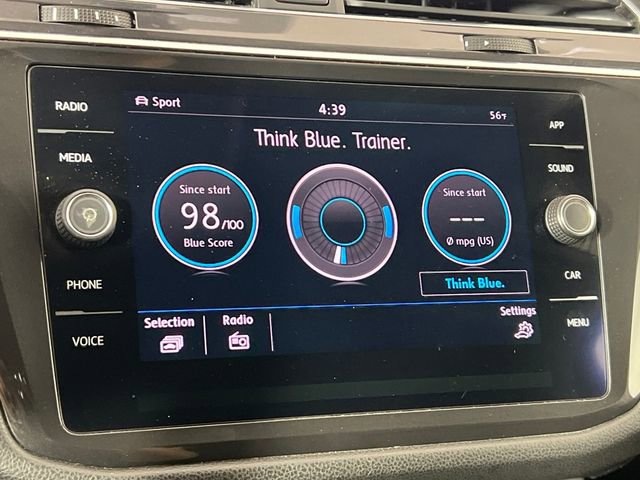 RADIO
MEDIA
PHONE
VOICE
Sport
4:39
56°F
Think Blue. Trainer.
Since start
98/100
Blue Score
Since start
---
Ø mpg (US)
Think Blue.
Selection
Radio
Settings
APP
SOUND
CAR
MENU